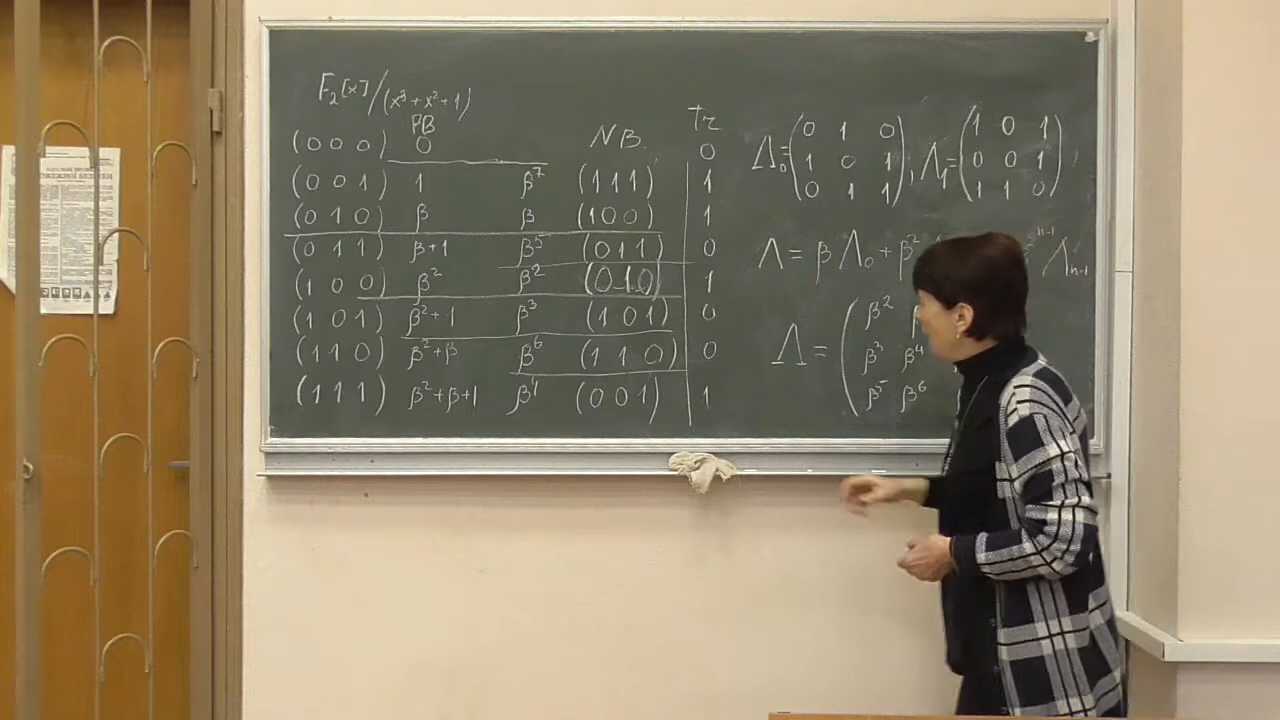 F₂[x]/(x³+x²+1)
PB NB Tr
(0 0 0) 0 0
(0 0 1) 1 β⁷ (1 1 1) 1
(0 1 0) β β (1 0 0) 1
(0 1 1) β+1 β⁵ (0 1 1) 0
(1 0 0) β² β² (0 1 0) 1
(1 0 1) β²+1 β³ (1 0 1) 0
(1 1 0) β²+β β⁶ (1 1 0) 0
(1 1 1) β²+β+1 β⁴ (0 0 1) 1
Λ₀= (0 1 0 , Λ₁= (1 0 1
1 0 1 0 0 1
0 1 1) 1 1 0)
Λ = β Λ₀ + β² Λₙ₋₁
Λ = (β²
β³ β⁴
β⁵ β⁶